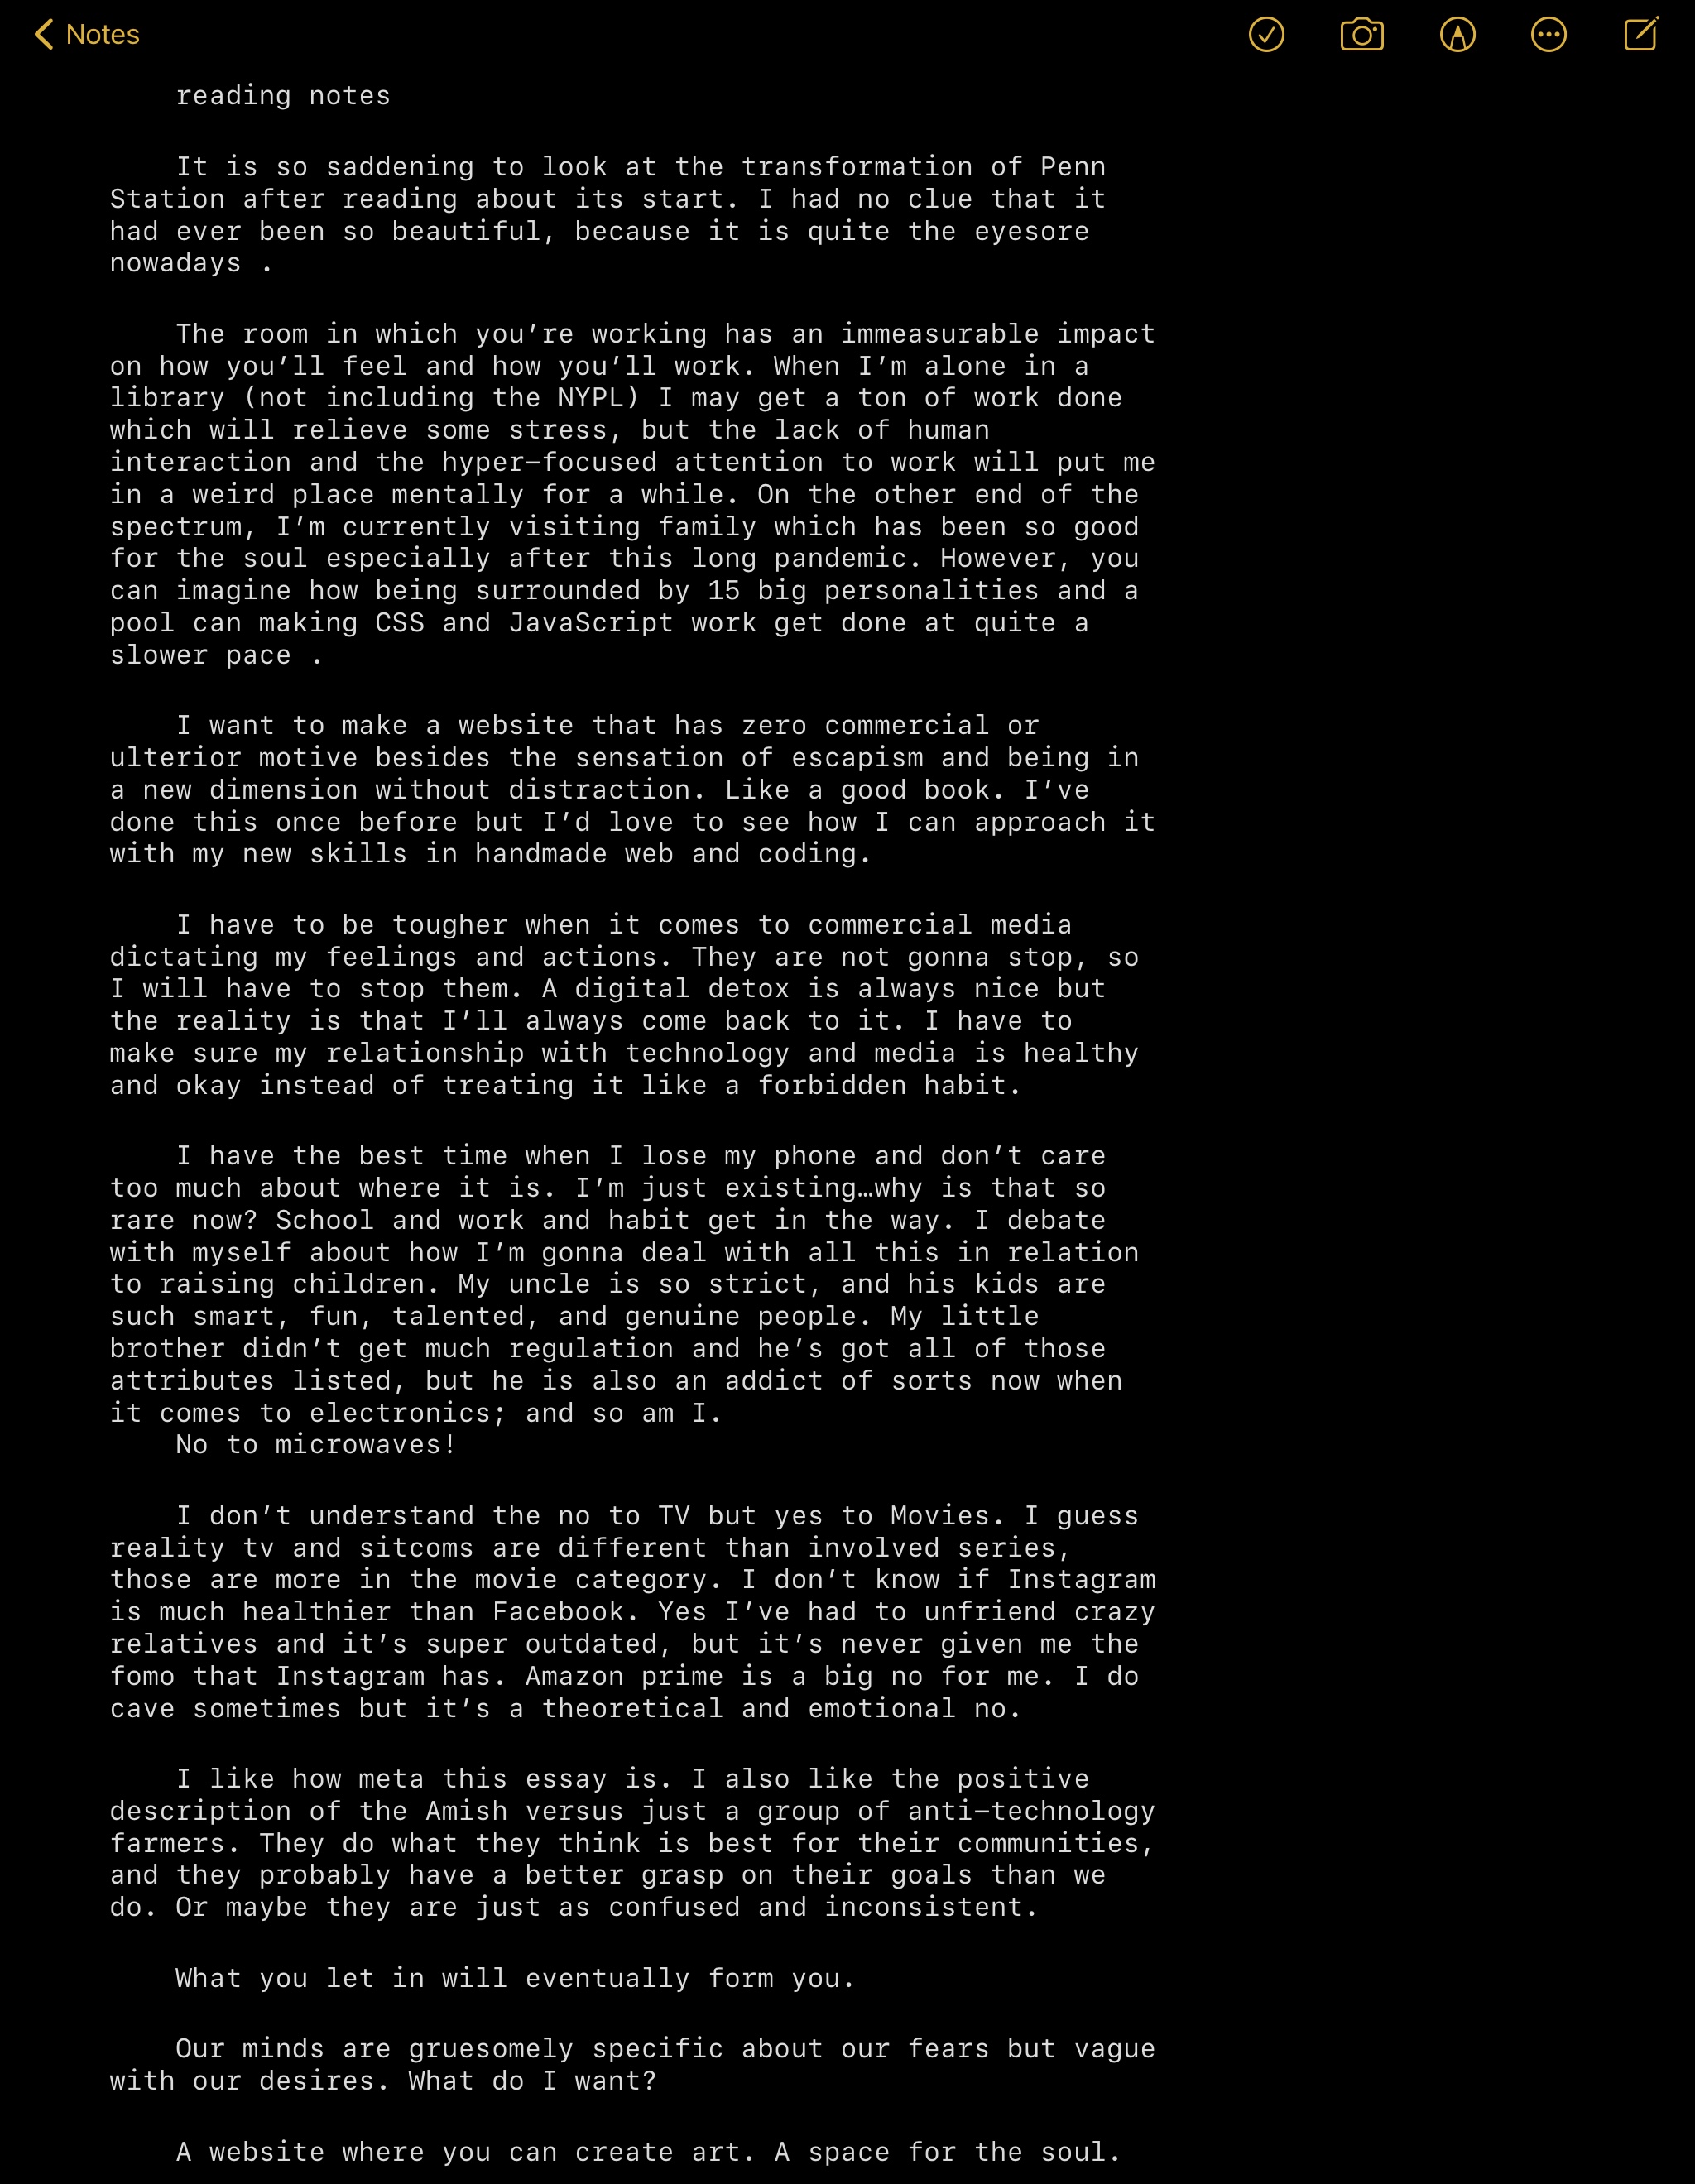 Notes
reading notes
It is so saddening to look at the transformation of Penn
Station after reading about its start. I had no clue that it
had ever been so beautiful, because it is quite the eyesore
nowadays .
The room in which you’re working has an immeasurable impact
on how you’ll feel and how you’ll work. When I’m alone in a
library (not including the NYPL) I may get a ton of work done
which will relieve some stress, but the lack of human
interaction and the hyper–focused attention to work will put me
in a weird place mentally for a while. On the other end of the
spectrum, I’m currently visiting family which has been so good
for the soul especially after this long pandemic. However, you
can imagine how being surrounded by 15 big personalities and a
pool can making CSS and JavaScript work get done at quite a
slower pace .
I want to make a website that has zero commercial or
ulterior motive besides the sensation of escapism and being in
a new dimension without distraction. Like a good book. I’ve
done this once before but I’d love to see how I can approach it
with my new skills in handmade web and coding.
I have to be tougher when it comes to commercial media
dictating my feelings and actions. They are not gonna stop, so
I will have to stop them. A digital detox is always nice but
the reality is that I’ll always come back to it. I have to
make sure my relationship with technology and media is healthy
and okay instead of treating it like a forbidden habit.
I have the best time when I lose my phone and don’t care
too much about where it is. I’m just existing…why is that so
rare now? School and work and habit get in the way. I debate
with myself about how I’m gonna deal with all this in relation
to raising children. My uncle is so strict, and his kids are
such smart, fun, talented, and genuine people. My little
brother didn’t get much regulation and he’s got all of those
attributes listed, but he is also an addict of sorts now when
it comes to electronics; and so am I.
No to microwaves!
I don’t understand the no to TV but yes to Movies. I guess
reality tv and sitcoms are different than involved series,
those are more in the movie category. I don’t know if Instagram
is much healthier than Facebook. Yes I’ve had to unfriend crazy
relatives and it’s super outdated, but it’s never given me the
fomo that Instagram has. Amazon prime is a big no for me. I do
cave sometimes but it’s a theoretical and emotional no.
I like how meta this essay is. I also like the positive
description of the Amish versus just a group of anti–technology
farmers. They do what they think is best for their communities,
and they probably have a better grasp on their goals than we
do. Or maybe they are just as confused and inconsistent.
What you let in will eventually form you.
Our minds are gruesomely specific about our fears but vague
with our desires. What do I want?
A website where you can create art. A space for the soul.